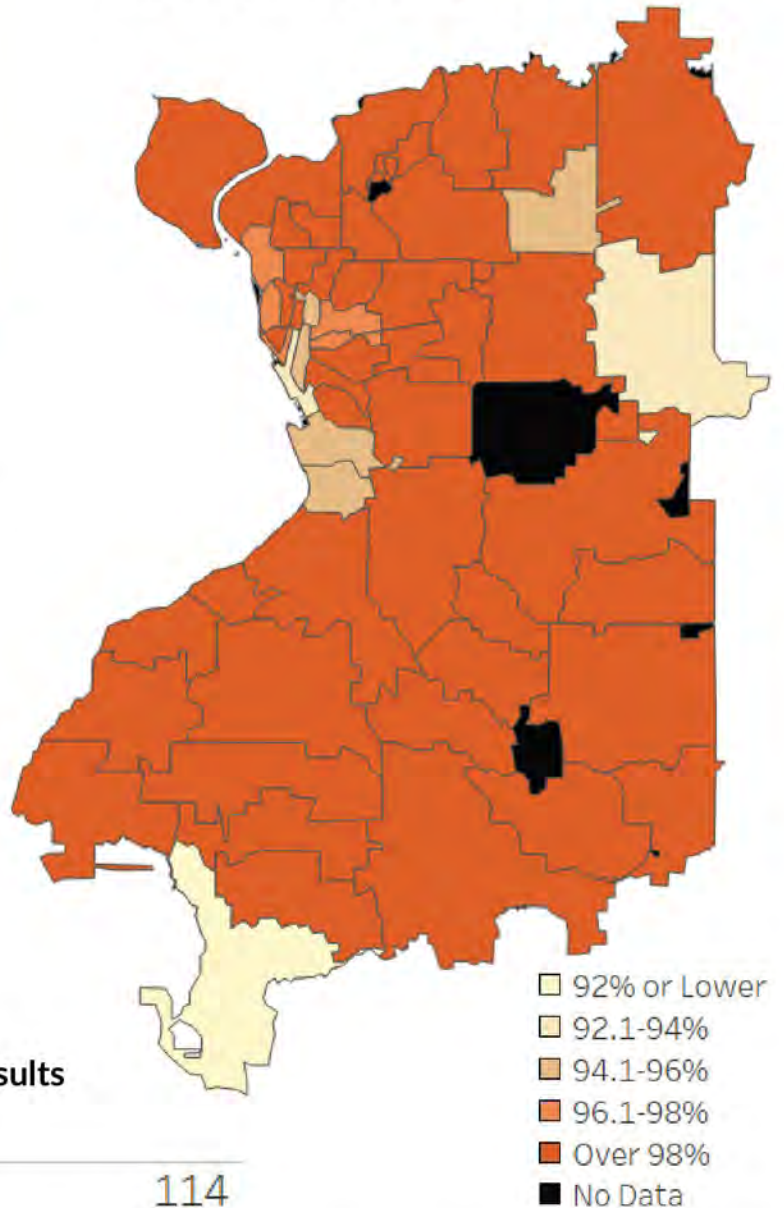 92% or Lower
92.1-94%
sults
94.1-96%
96.1-98%
Over 98%
114
No Data